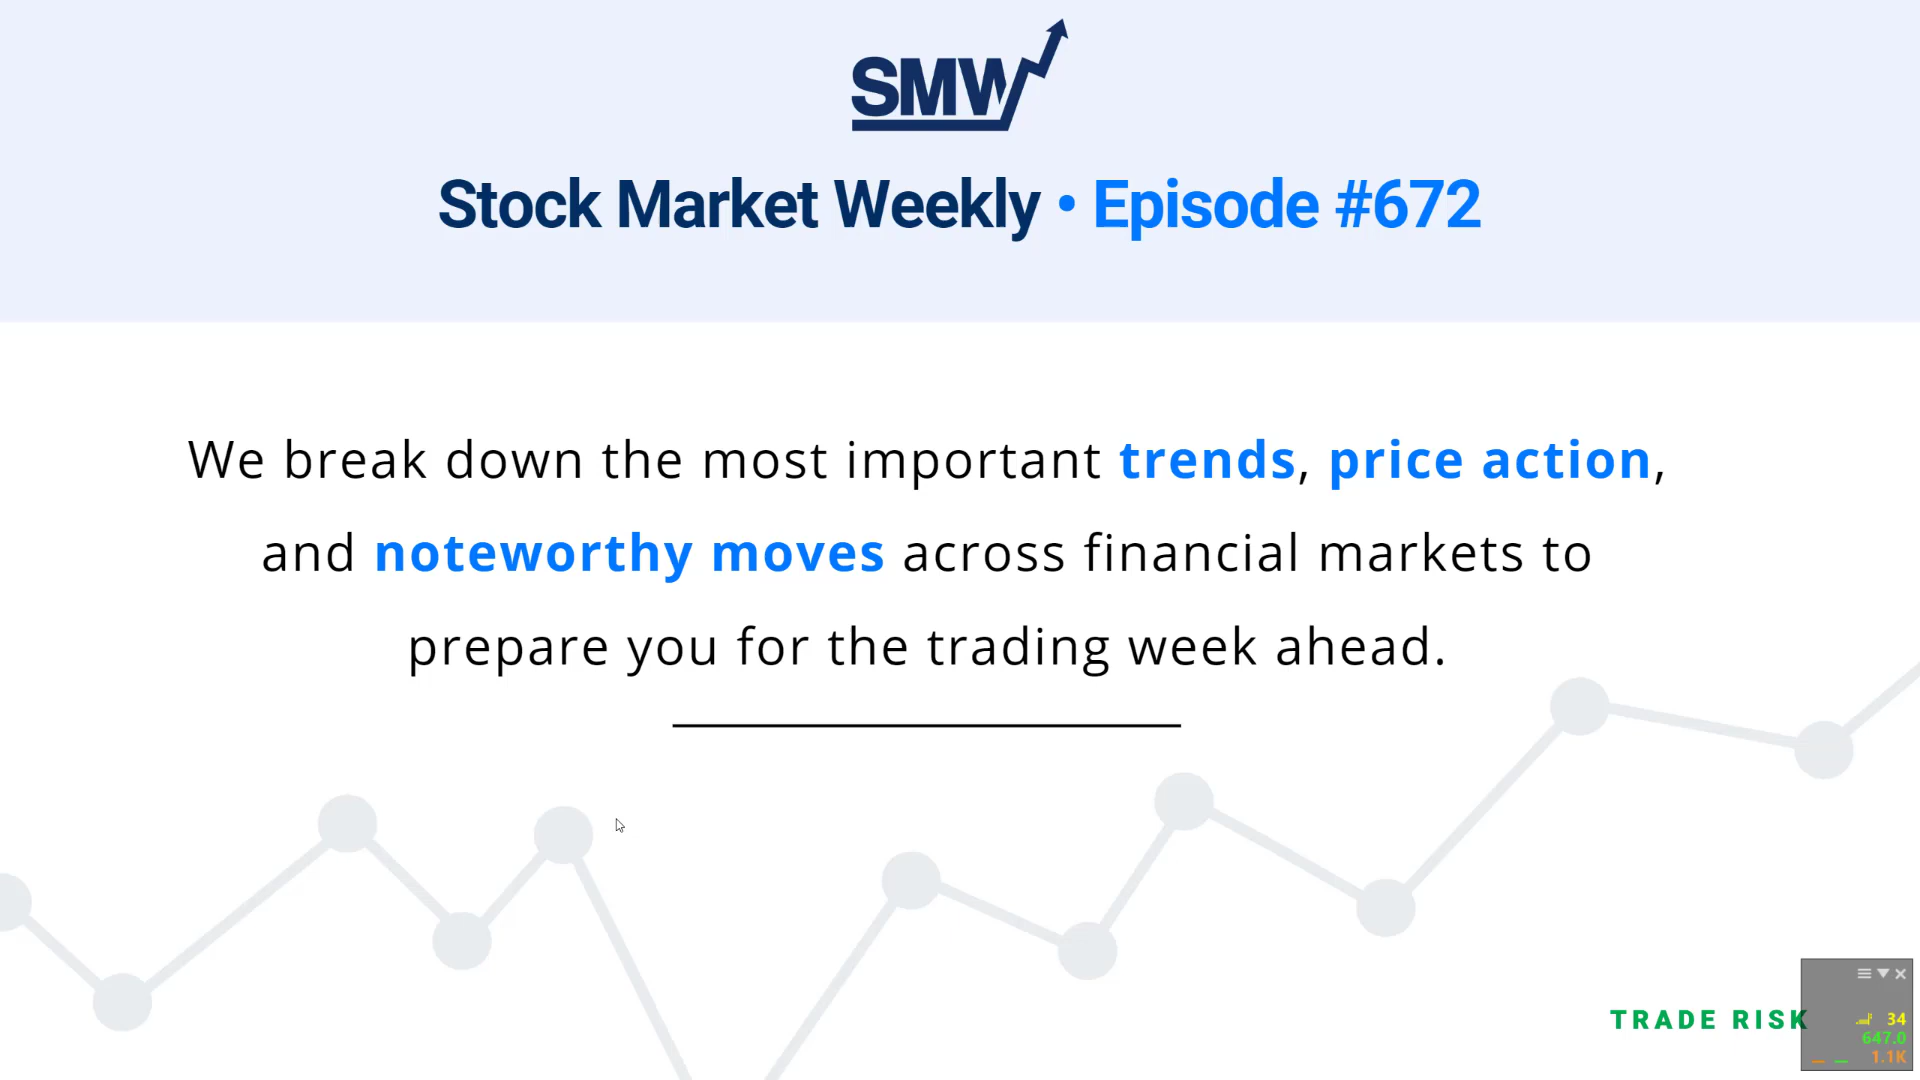 SMW
Stock Market Weekly • Episode #672
We break down the most important trends, price action,
and noteworthy moves across financial markets to
prepare you for the trading week ahead.
TRADE RISK
34
647.0
1.1K